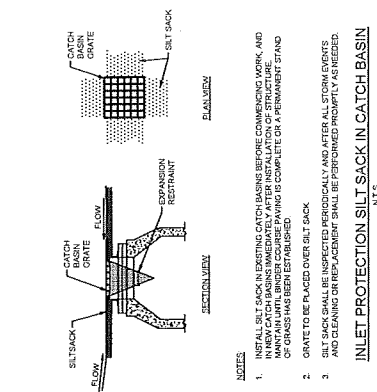 CATCH
BASIN
GRATE
SILT SACK
PLAN VIEW
FLOW
CATCH
BASIN
GRATE
SILTSACK
FLOW
EXPANSION
RESTRAINT
SECTION VIEW
NOTES
1. INSTALL SILT SACK IN EXISTING CATCH BASINS BEFORE COMMENCING WORK, AND
IN NEW CATCH BASINS IMMEDIATELY AFTER INSTALLATION OF STRUCTURE.
MAINTAIN UNTIL BINDER COURSE PAVING IS COMPLETE OR A PERMANENT STAND
OF GRASS HAS BEEN ESTABLISHED.
2. GRATE TO BE PLACED OVER SILT SACK
3. SILT SACK SHALL BE INSPECTED PERIODICALLY AND AFTER ALL STORM EVENTS
AND CLEANING OR REPLACEMENT SHALL BE PERFORMED PROMPTLY AS NEEDED.
INLET PROTECTION SILT SACK IN CATCH BASIN
N.T.S.